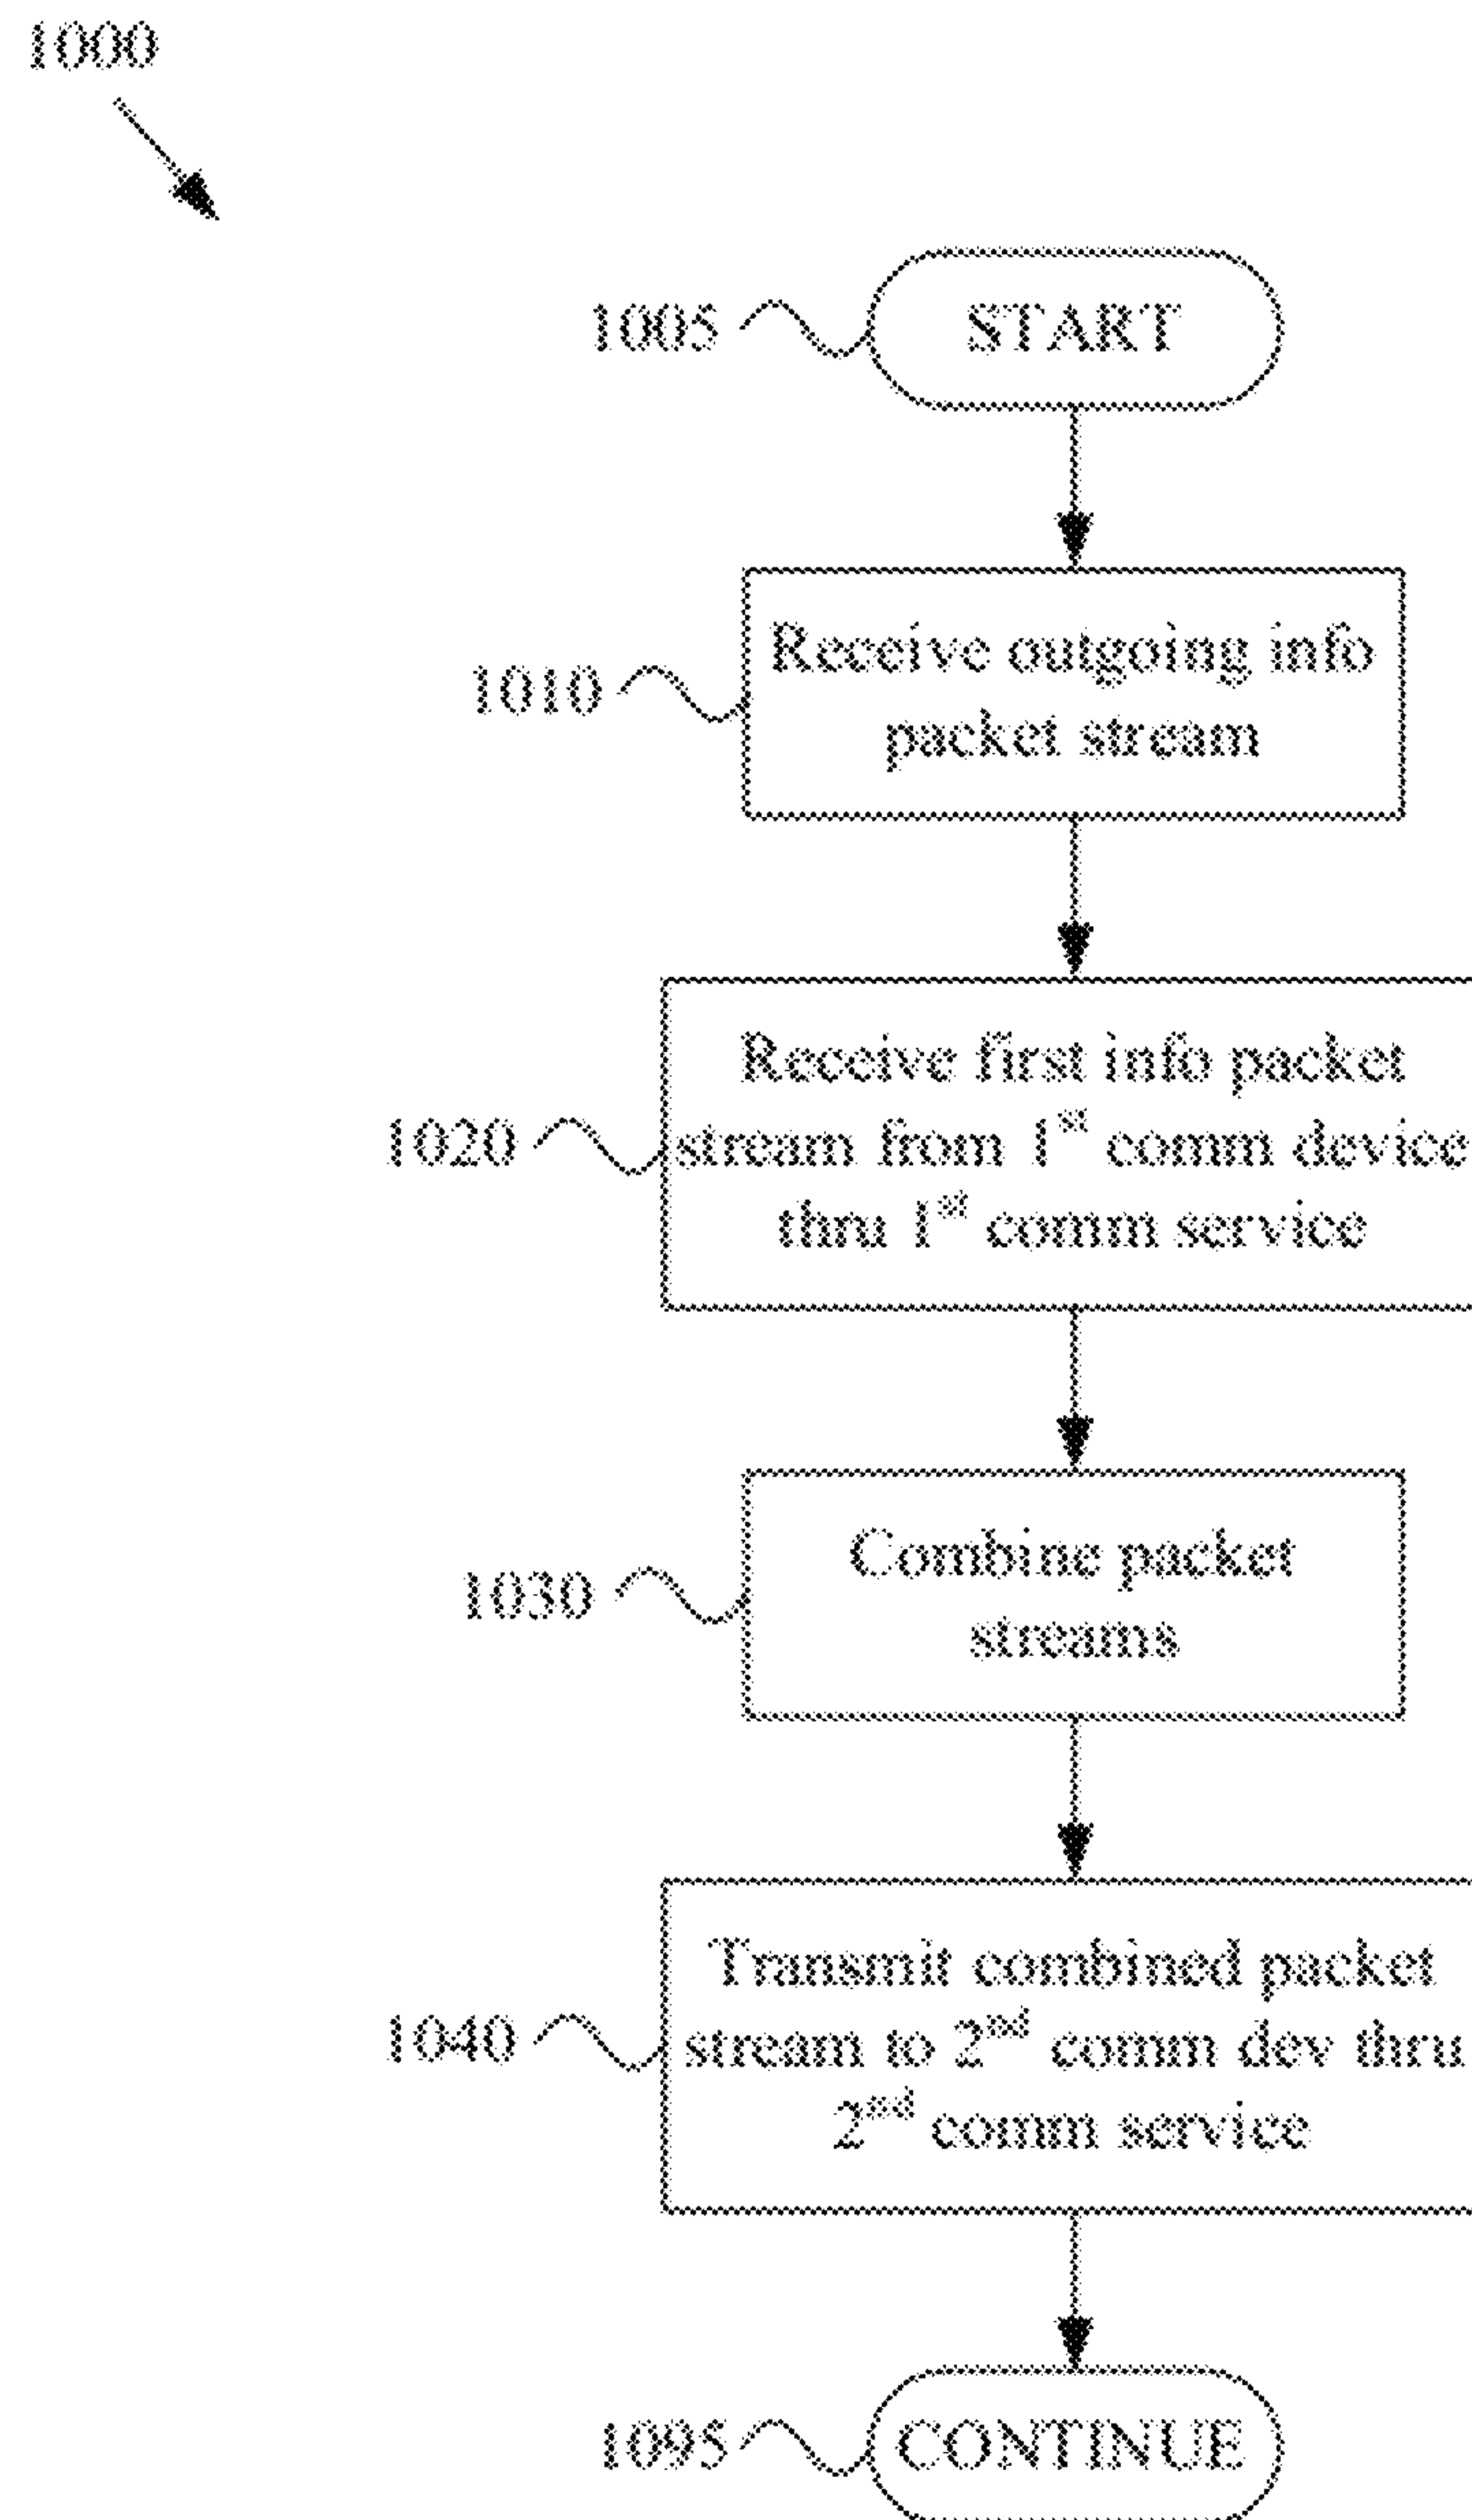 1000
1005 START
1010 Receive outgoing info
packet stream
Receive first info packet
1020 stream from 1st comm device
thru 1st comm service
Combine packet
1030 streams
Transmit combined packet
1040 stream to 2nd comm dev thru
2nd comm service
1095 CONTINUE